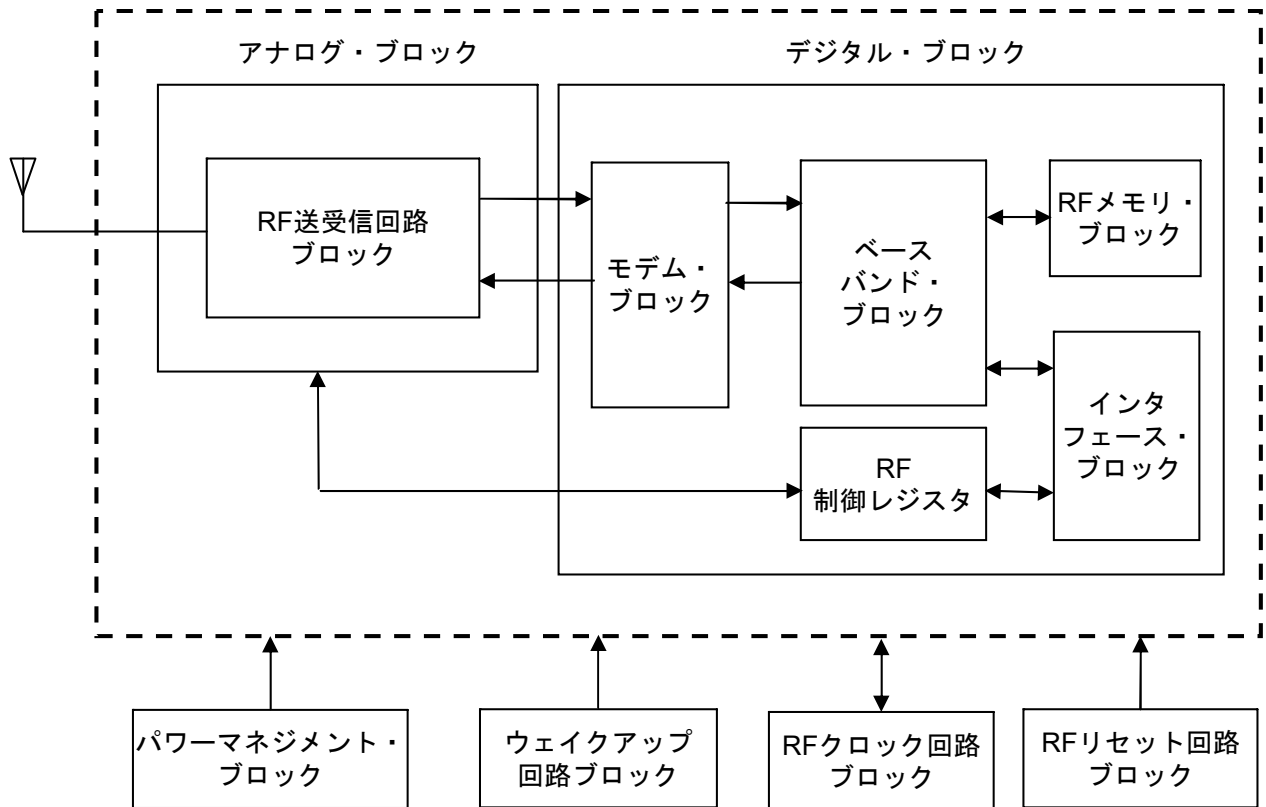 アナログ・ブロック
デジタル・ブロック
RF送受信回路
ブロック
モデム・
ブロック
ベース
バンド・
ブロック
RFメモリ・
ブロック
インタ
フェース・
ブロック
RF
制御レジスタ
パワーマネジメント・
ブロック
ウェイクアップ
回路ブロック
RFクロック回路
ブロック
RFリセット回路
ブロック